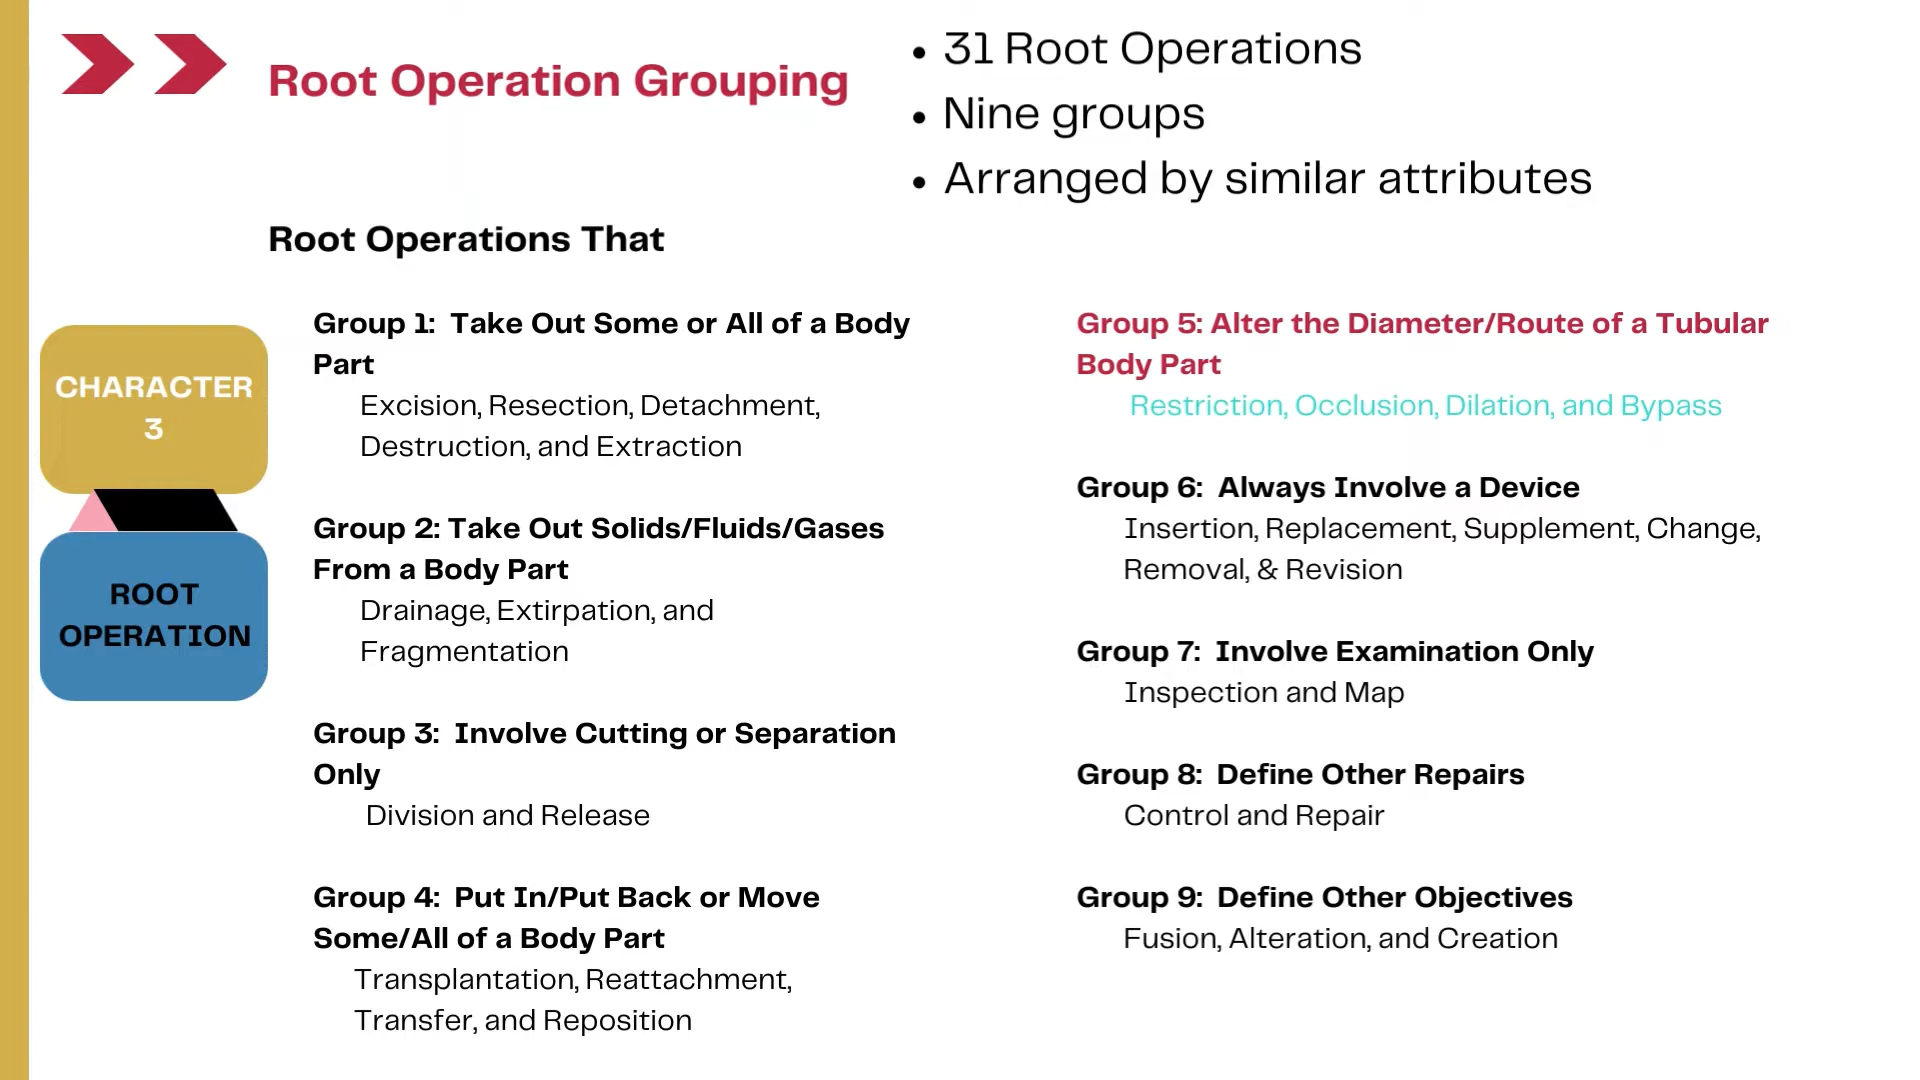 Root Operation Grouping
• 31 Root Operations
• Nine groups
• Arranged by similar attributes
Root Operations That
CHARACTER
3
ROOT
OPERATION
Group 1:  Take Out Some or All of a Body
Part
Excision, Resection, Detachment,
Destruction, and Extraction
Group 2: Take Out Solids/Fluids/Gases
From a Body Part
Drainage, Extirpation, and
Fragmentation
Group 3:  Involve Cutting or Separation
Only
Division and Release
Group 4:  Put In/Put Back or Move
Some/All of a Body Part
Transplantation, Reattachment,
Transfer, and Reposition
Group 5: Alter the Diameter/Route of a Tubular
Body Part
Restriction, Occlusion, Dilation, and Bypass
Group 6:  Always Involve a Device
Insertion, Replacement, Supplement, Change,
Removal, & Revision
Group 7:  Involve Examination Only
Inspection and Map
Group 8:  Define Other Repairs
Control and Repair
Group 9:  Define Other Objectives
Fusion, Alteration, and Creation